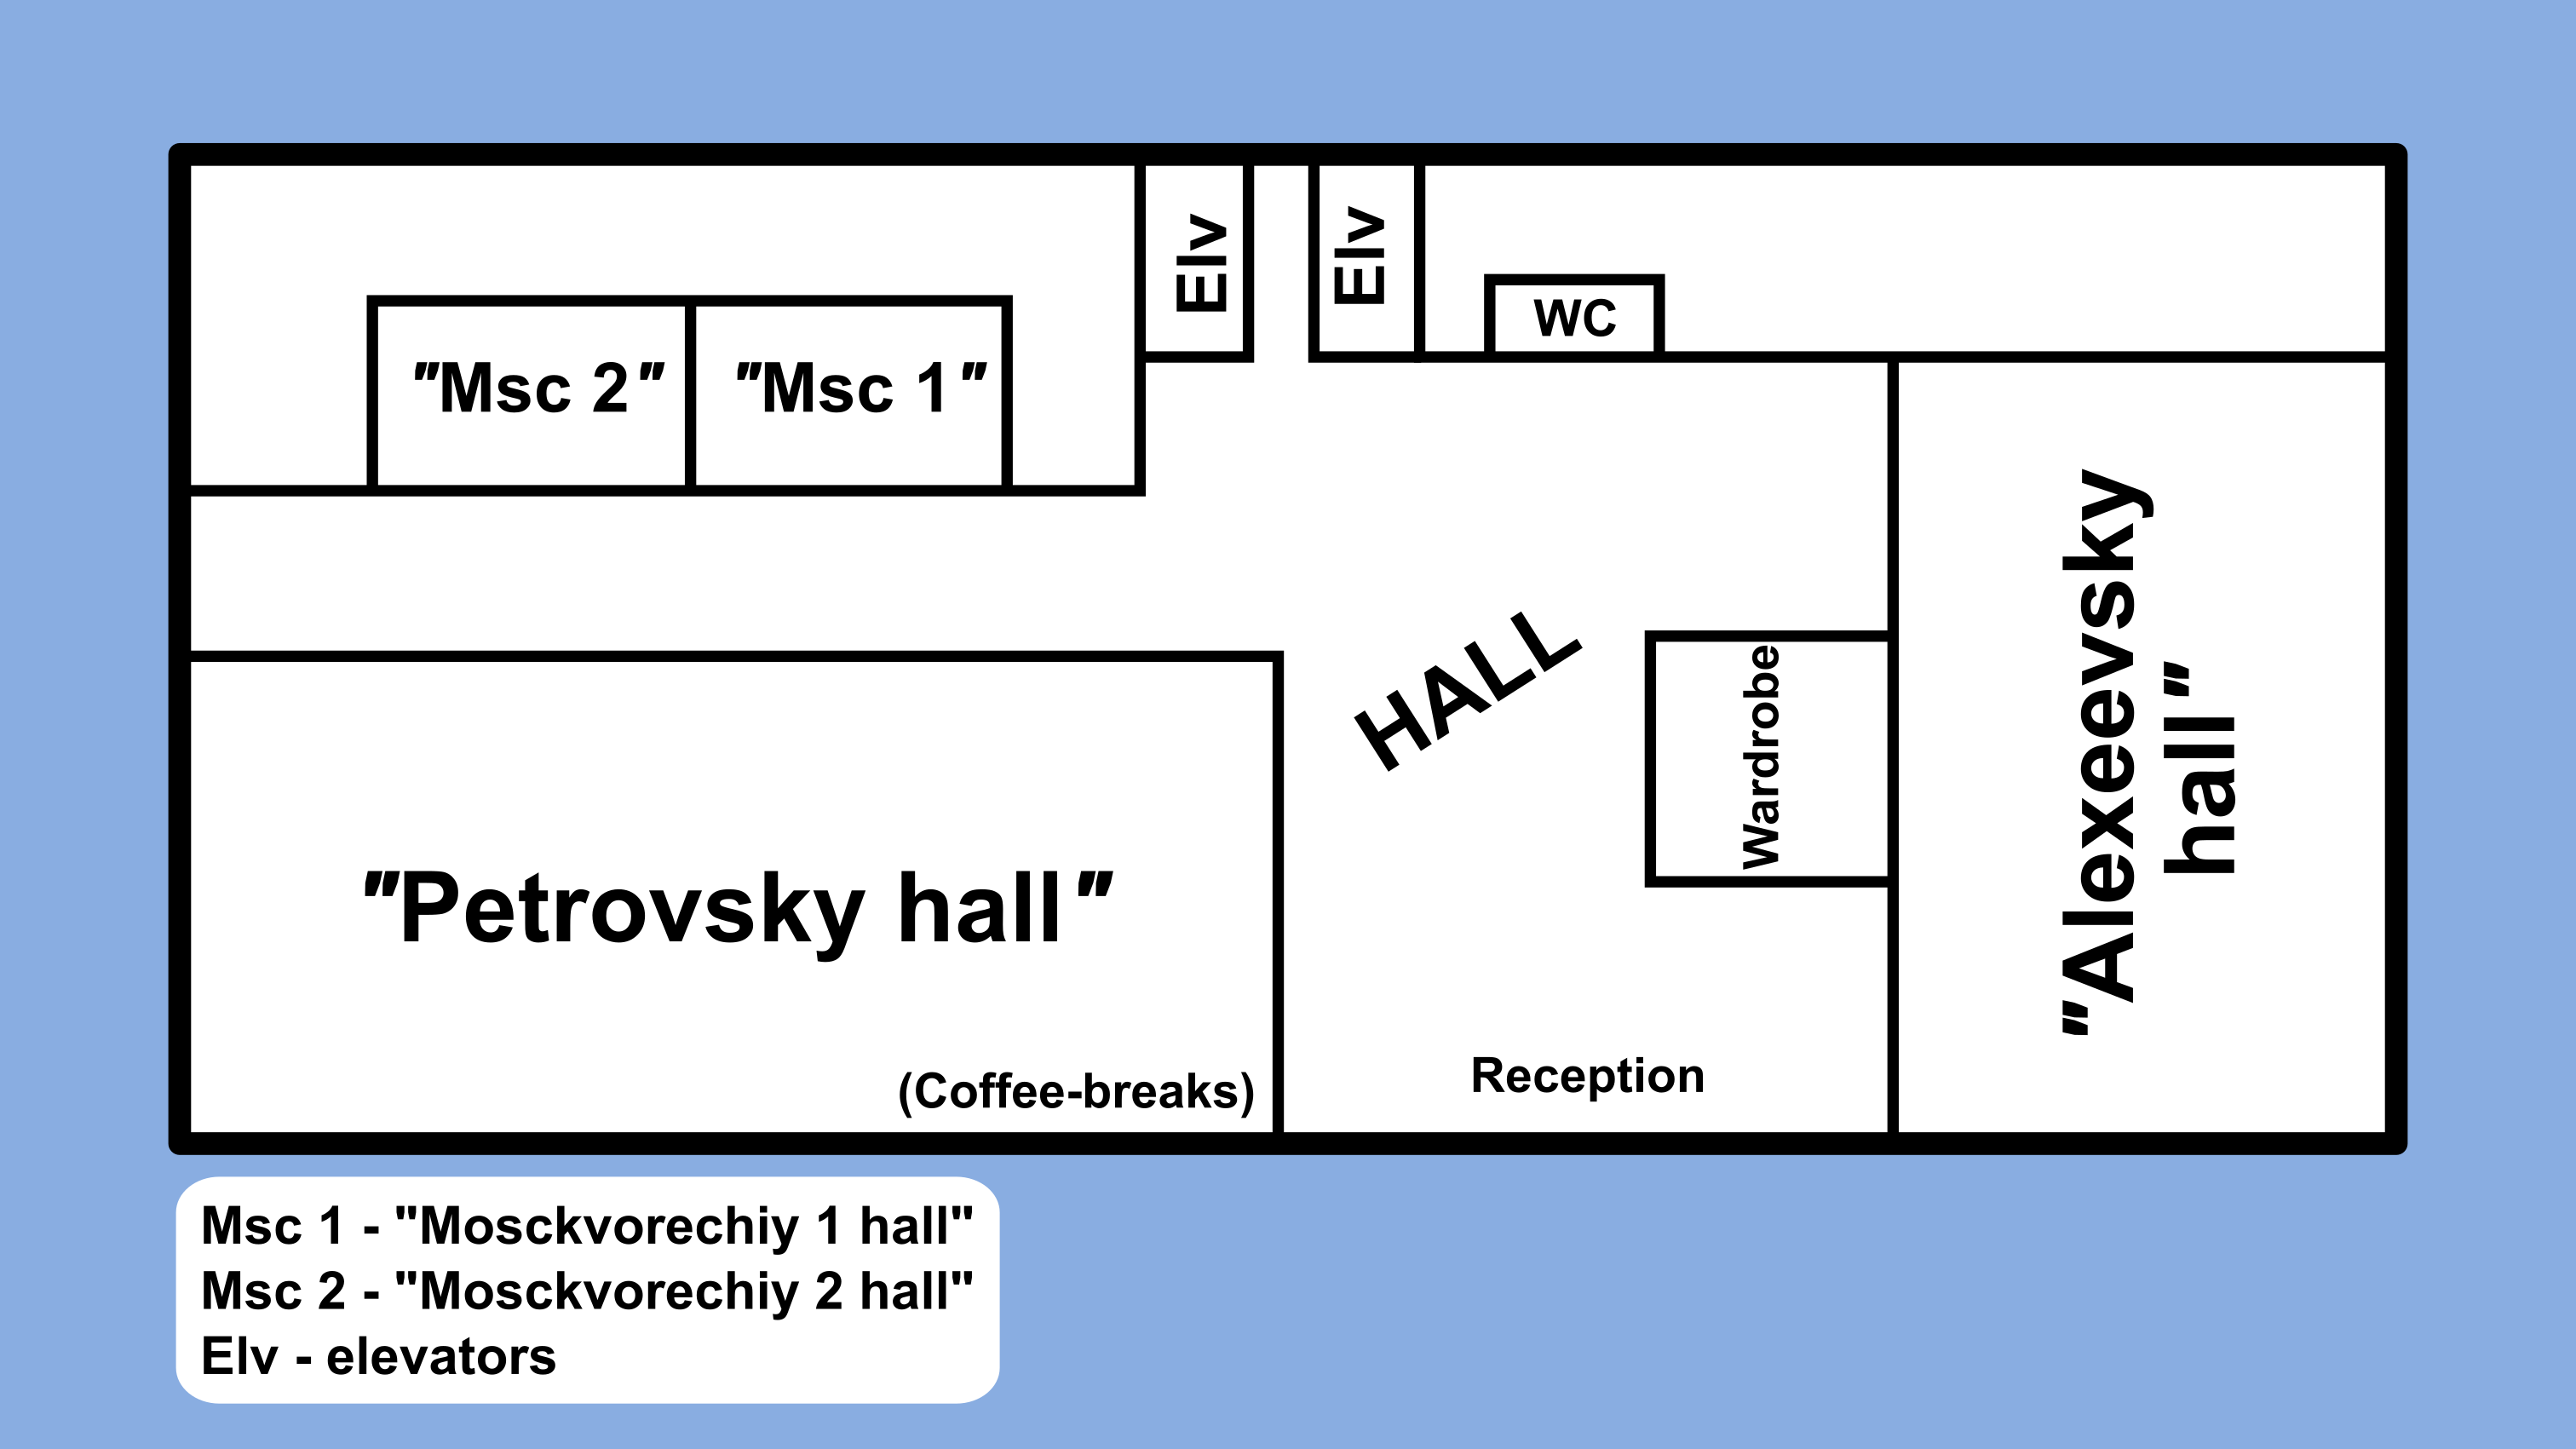 Elv
Elv
WC
"Msc 2"
"Msc 1"
HALL
Wardrobe
"Alexeevsky
hall"
"Petrovsky hall"
(Coffee-breaks)
Reception
Msc 1 - "Mosckvorechiy 1 hall"
Msc 2 - "Mosckvorechiy 2 hall"
Elv - elevators